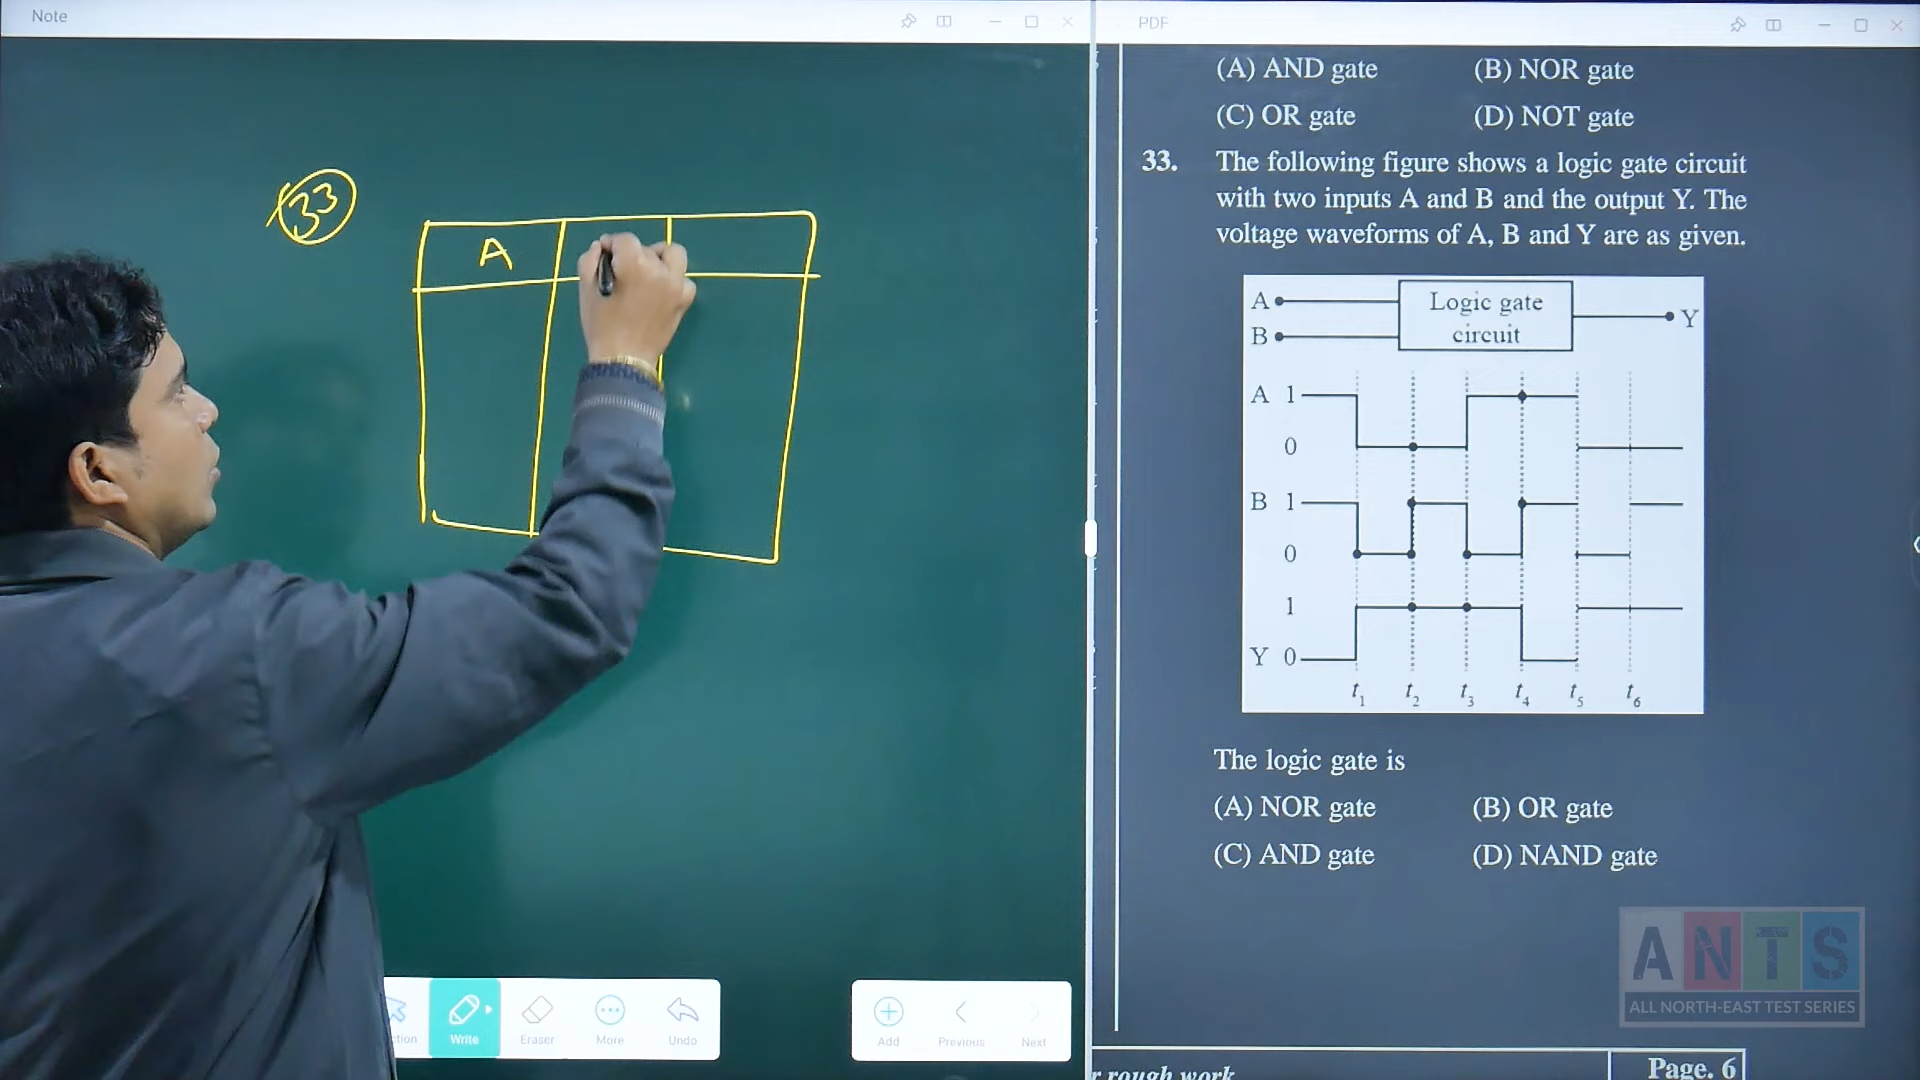 Note
PDF
33
A
(A) AND gate (B) NOR gate
(C) OR gate (D) NOT gate
33. The following figure shows a logic gate circuit
with two inputs A and B and the output Y. The
voltage waveforms of A, B and Y are as given.
A
B
Logic gate
circuit
Y
A 1
0
B 1
0
1
Y 0
t1 t2 t3 t4 t5 t6
The logic gate is
(A) NOR gate (B) OR gate
(C) AND gate (D) NAND gate
ANTS
ALL NORTH-EAST TEST SERIES
rough work
Page. 6
Write Eraser More Undo
Add Previous Next